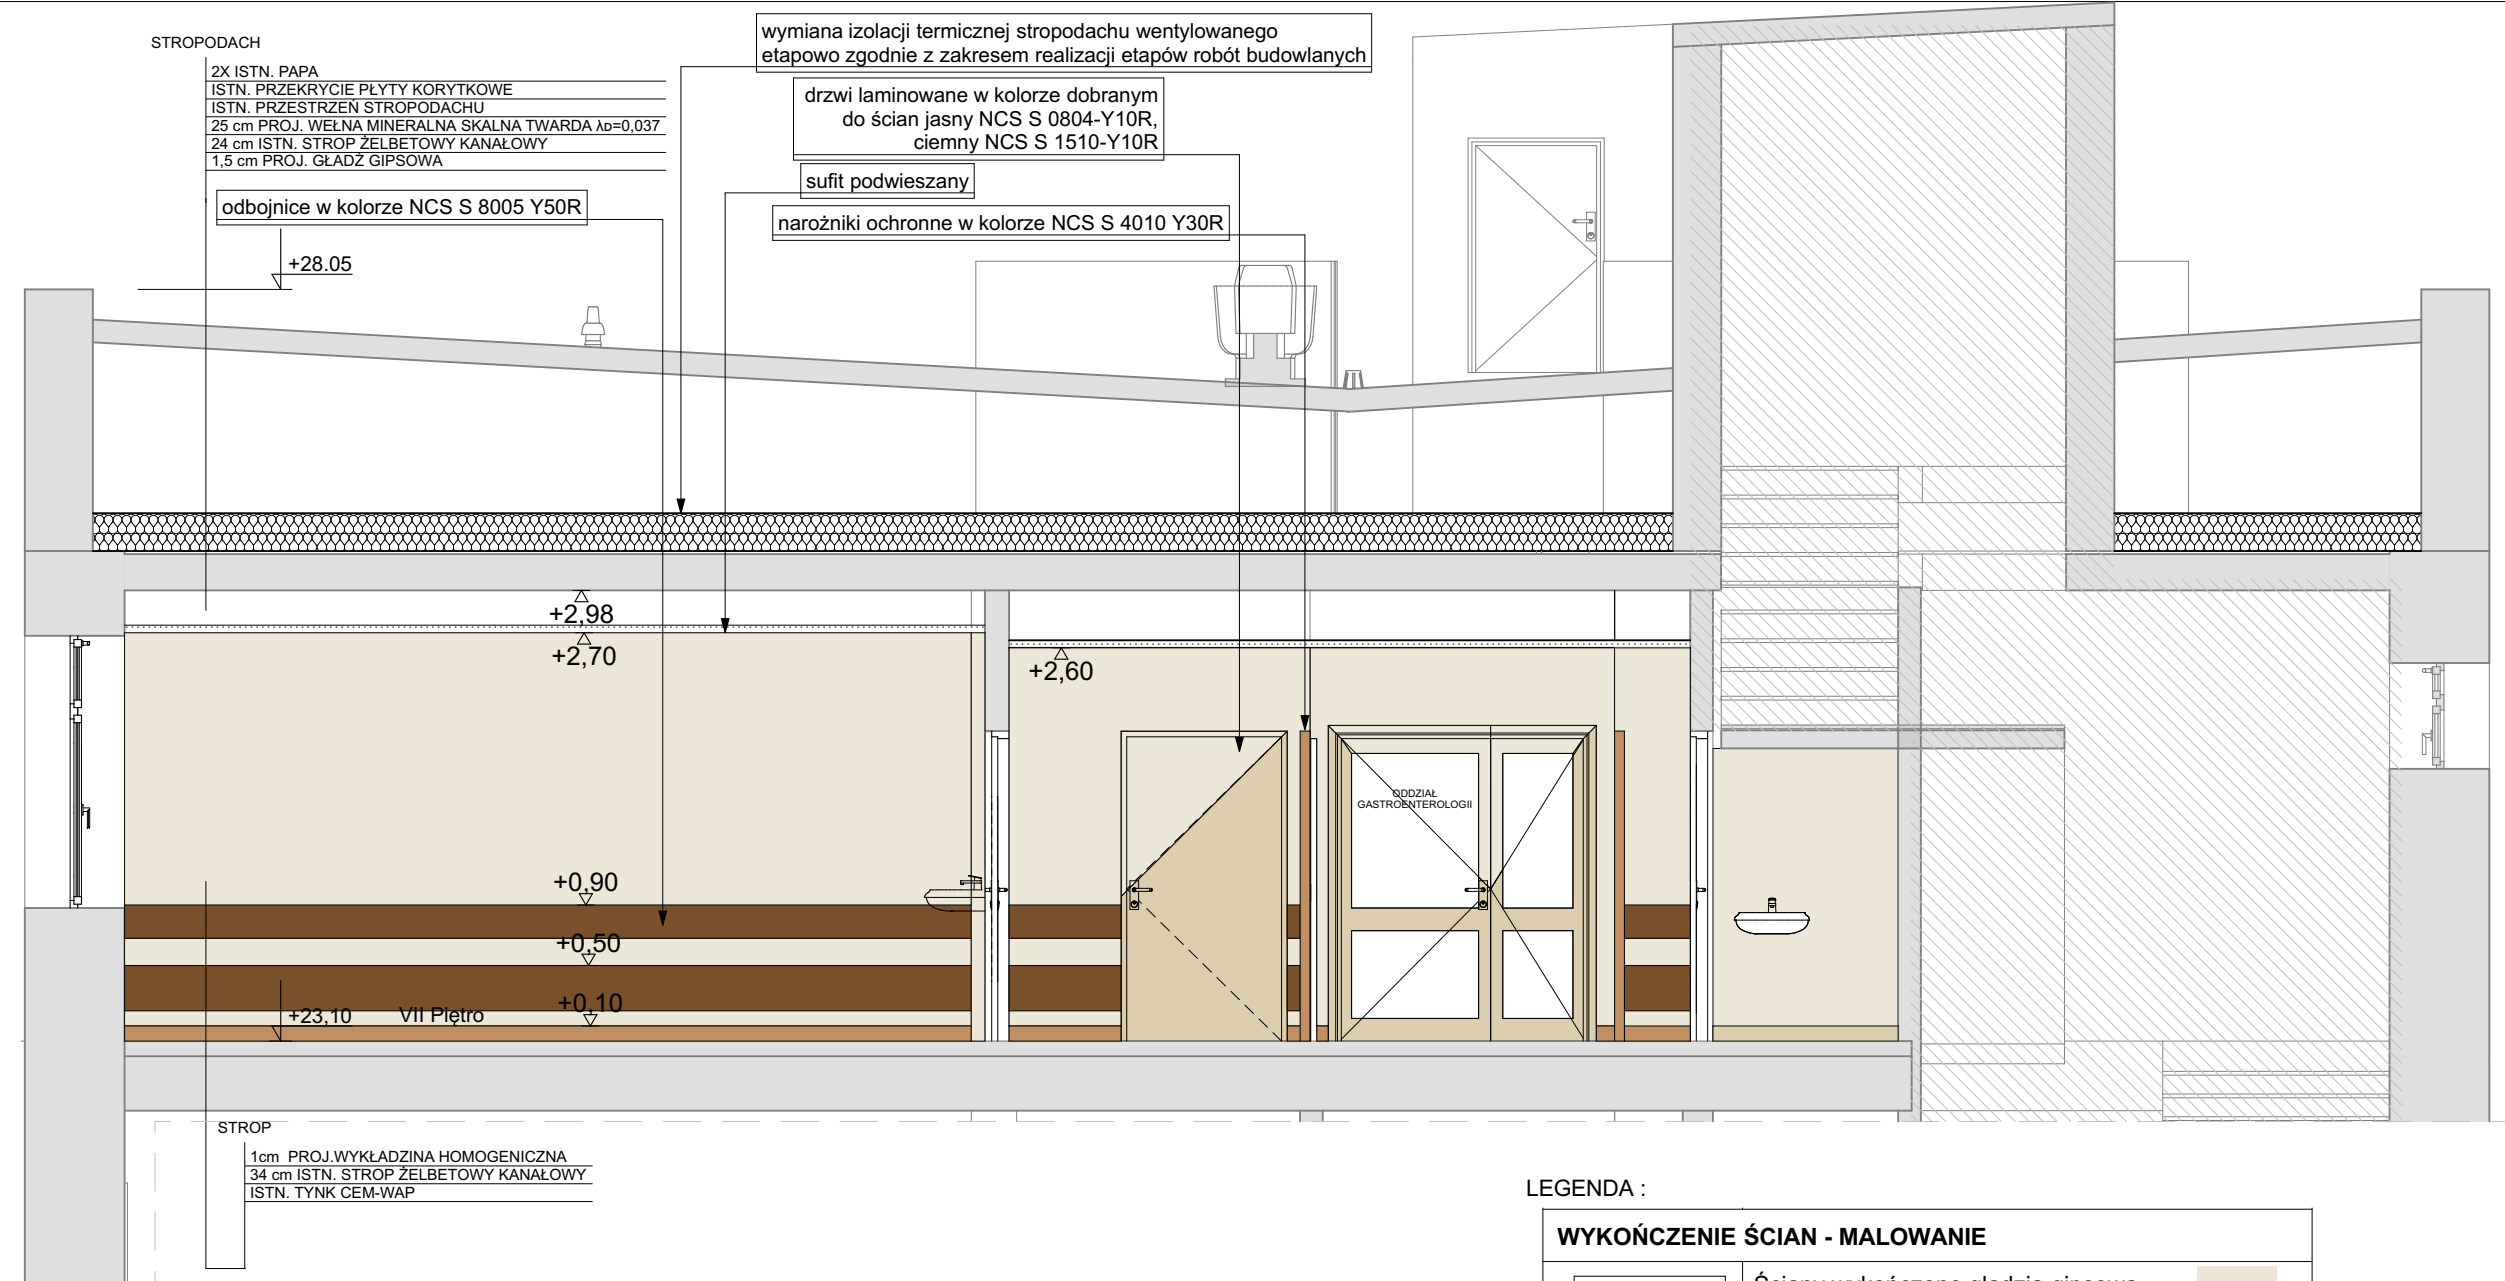 STROPODACH
2X ISTN. PAPA
ISTN. PRZEKRYCIE PŁYTY KORYTKOWE
ISTN. PRZESTRZEŃ STROPODACHU
25 cm PROJ. WEŁNA MINERALNA SKALNA TWARDA λD=0,037
24 cm ISTN. STROP ŻELBETOWY KANAŁOWY
1,5 cm PROJ. GŁADŹ GIPSOWA
wymiana izolacji termicznej stropodachu wentylowanego
etapowo zgodnie z zakresem realizacji etapów robót budowlanych
drzwi laminowane w kolorze dobranym
do ścian jasny NCS S 0804-Y10R,
ciemny NCS S 1510-Y10R
sufit podwieszany
odbojnice w kolorze NCS S 8005 Y50R
narożniki ochronne w kolorze NCS S 4010 Y30R
+28.05
+2,98
+2,70
+2,60
ODDZIAŁ
GASTROENTEROLOGII
+0,90
+0,50
+0,10
+23,10
VII Piętro
STROP
1cm PROJ.WYKŁADZINA HOMOGENICZNA
34 cm ISTN. STROP ŻELBETOWY KANAŁOWY
ISTN. TYNK CEM-WAP
LEGENDA :
WYKOŃCZENIE ŚCIAN - MALOWANIE
Ściany wykończone gładzią gipsową